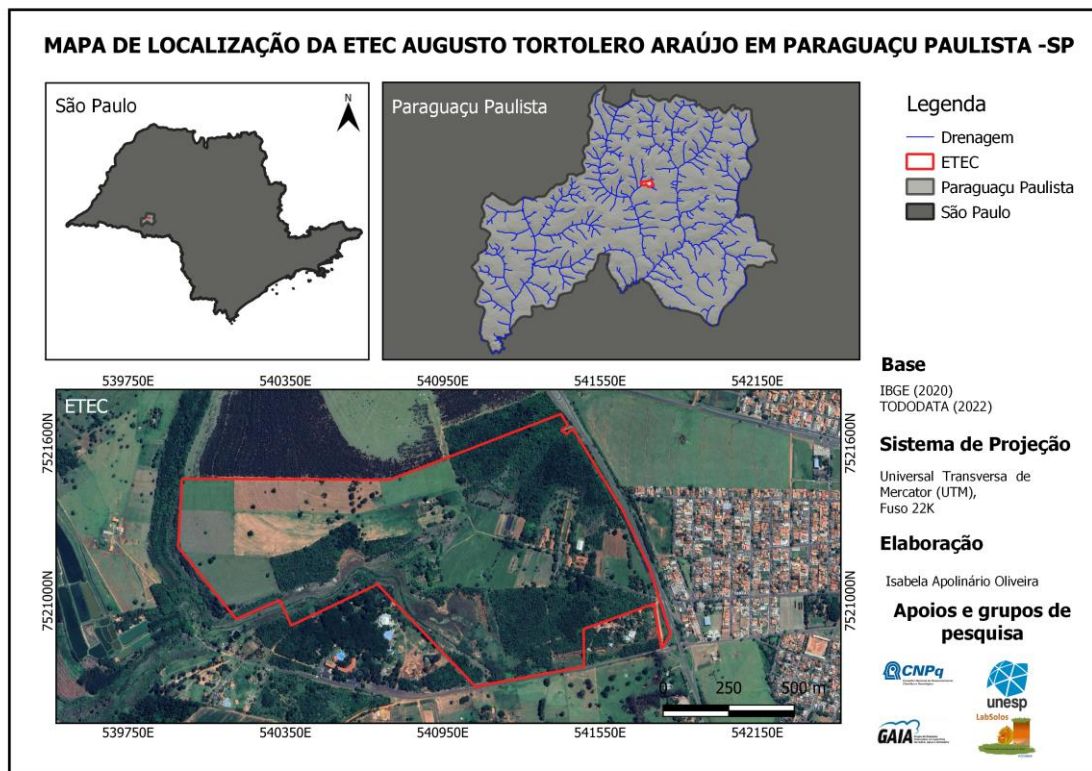 MAPA DE LOCALIZAÇÃO DA ETEC AUGUSTO TORTOLERO ARAÚJO EM PARAGUAÇU PAULISTA -SP
São Paulo
N
Paraguaçu Paulista
Legenda
Drenagem
ETEC
Paraguaçu Paulista
São Paulo
539750E 540350E 540950E 541550E 542150E
ETEC
7521600N 7521600N
7521000N 7521000N
0 250 500 m
539750E 540350E 540950E 541550E 542150E
Base
IBGE (2020)
TODODATA (2022)
Sistema de Projeção
Universal Transversa de
Mercator (UTM),
Fuso 22K
Elaboração
Isabela Apolinário Oliveira
Apoios e grupos de
pesquisa
CNPq
unesp
GAIA
LabSolos